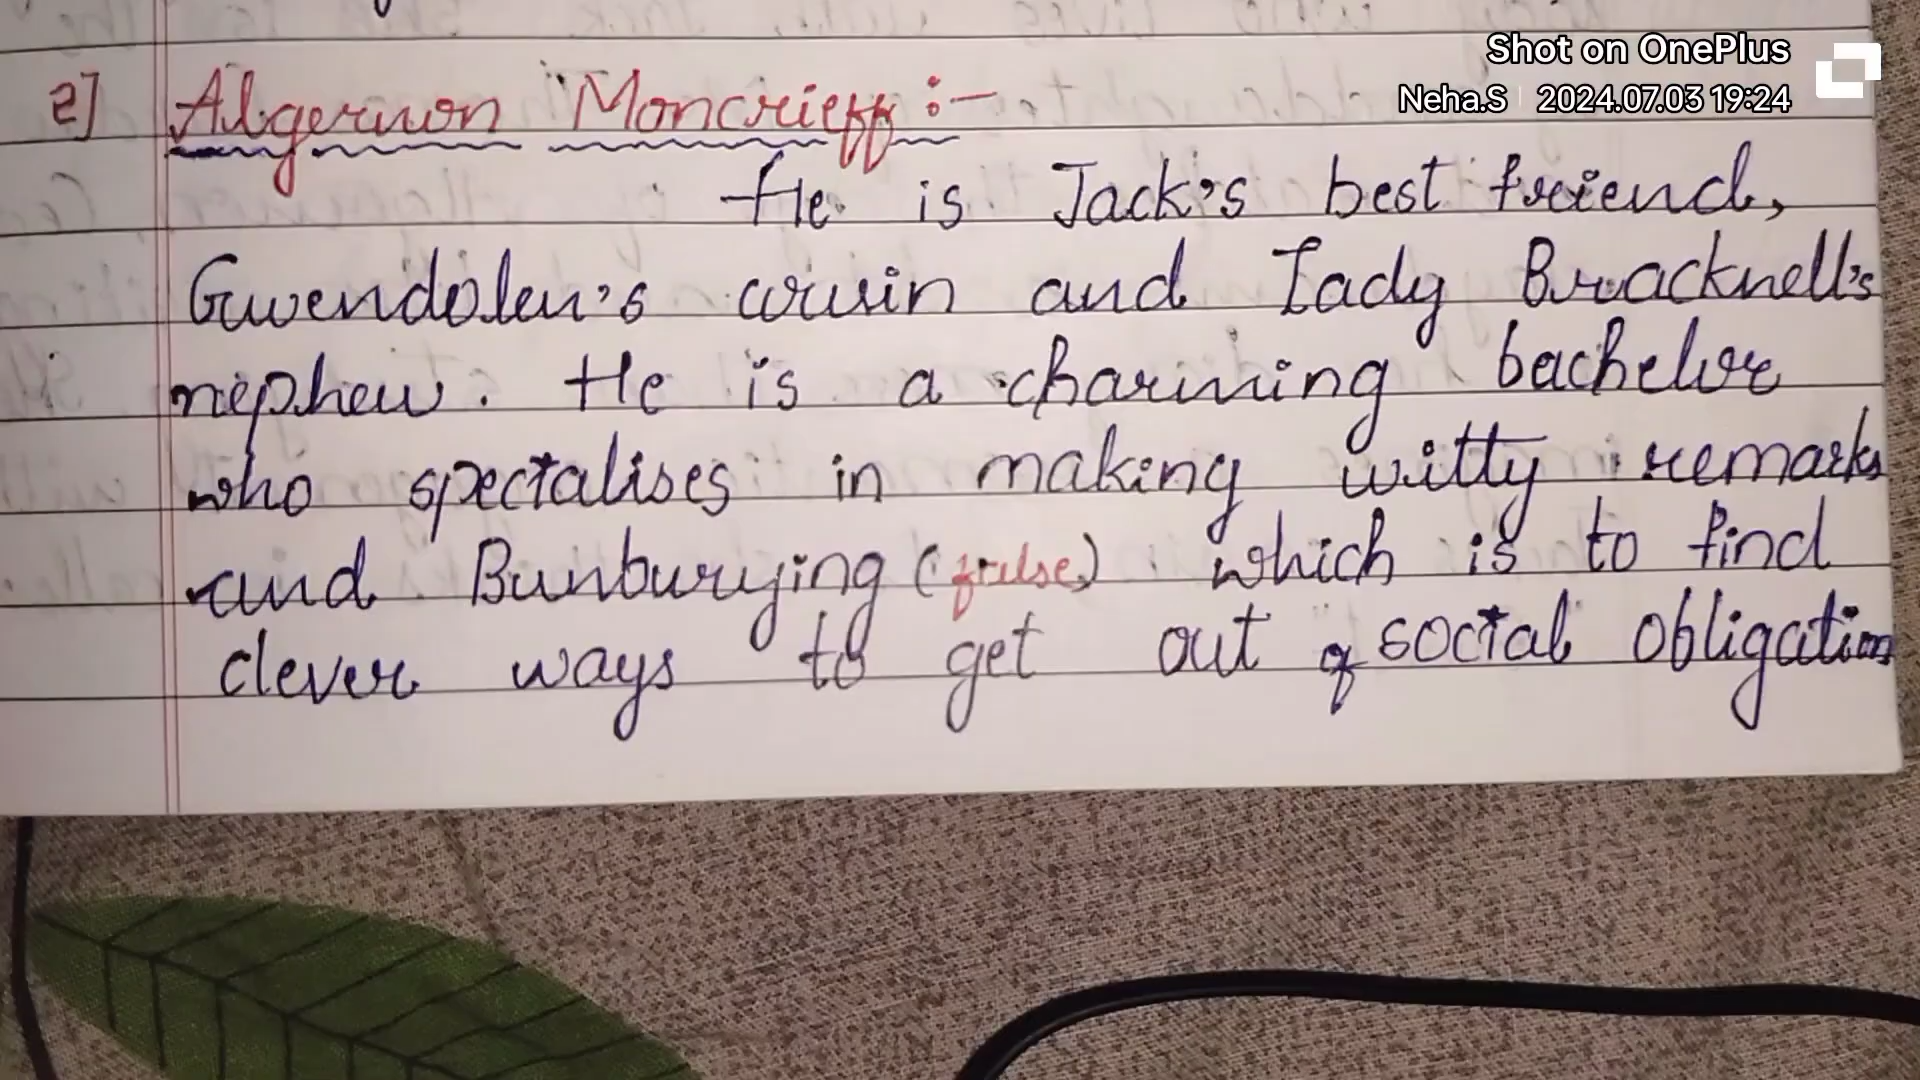 Shot on OnePlus
Neha.S | 2024.07.03 19:24
2] Algernon Moncrieff :-
He is Jack's best friend,
Gwendolen's cousin and Lady Bracknell's
nephew. He is a charming bachelor
who specialises in making witty remarks
and Bunburying (false) which is to find
clever ways to get out of social obligations